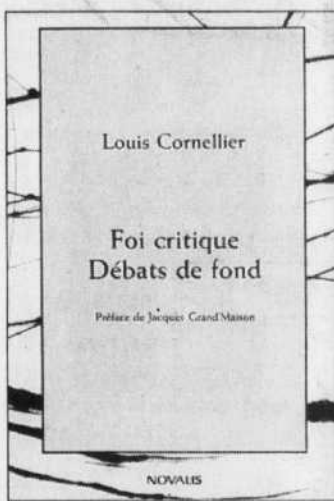 Louis Cornellier
Foi critique
Débats de fond
Préface de Jacques Grand'Maison
NOVALIS